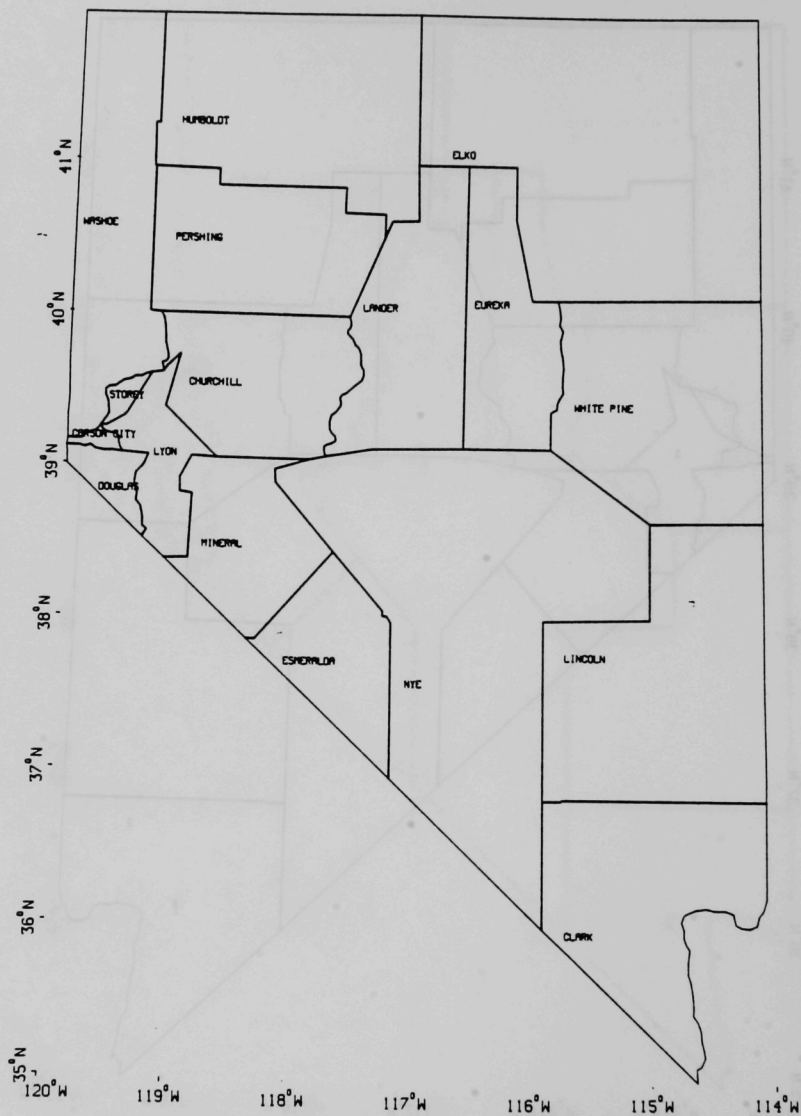 HUMBOLDT
41°N
ELKO
WASHOE
PERSHING
40°N
LANDER
EUREKA
CHURCHILL
STOREY
WHITE PINE
CARSON CITY
LYON
39°N
DOUGLAS
MINERAL
38°N
ESMERALDA
LINCOLN
NYE
37°N
36°N
CLARK
35°N
120°W
119°W
118°W
117°W
116°W
115°W
114°W